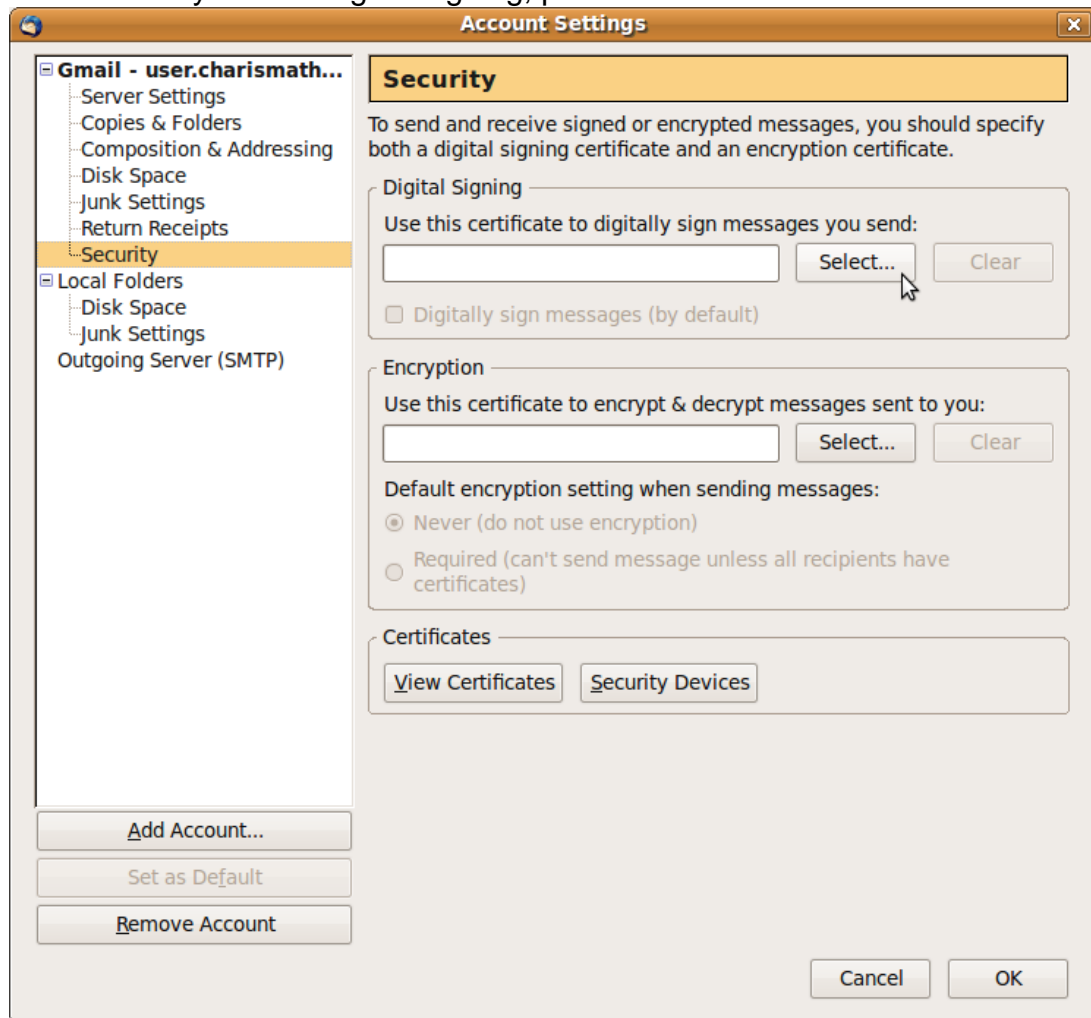 Account Settings
Gmail - user.charismath...
Server Settings
Copies & Folders
Composition & Addressing
Disk Space
Junk Settings
Return Receipts
Security
Local Folders
Disk Space
Junk Settings
Outgoing Server (SMTP)
Add Account...
Set as Default
Remove Account
Security
To send and receive signed or encrypted messages, you should specify
both a digital signing certificate and an encryption certificate.
Digital Signing
Use this certificate to digitally sign messages you send:
Select... Clear
Digitally sign messages (by default)
Encryption
Use this certificate to encrypt & decrypt messages sent to you:
Select... Clear
Default encryption setting when sending messages:
Never (do not use encryption)
Required (can't send message unless all recipients have
certificates)
Certificates
View Certificates Security Devices
Cancel OK